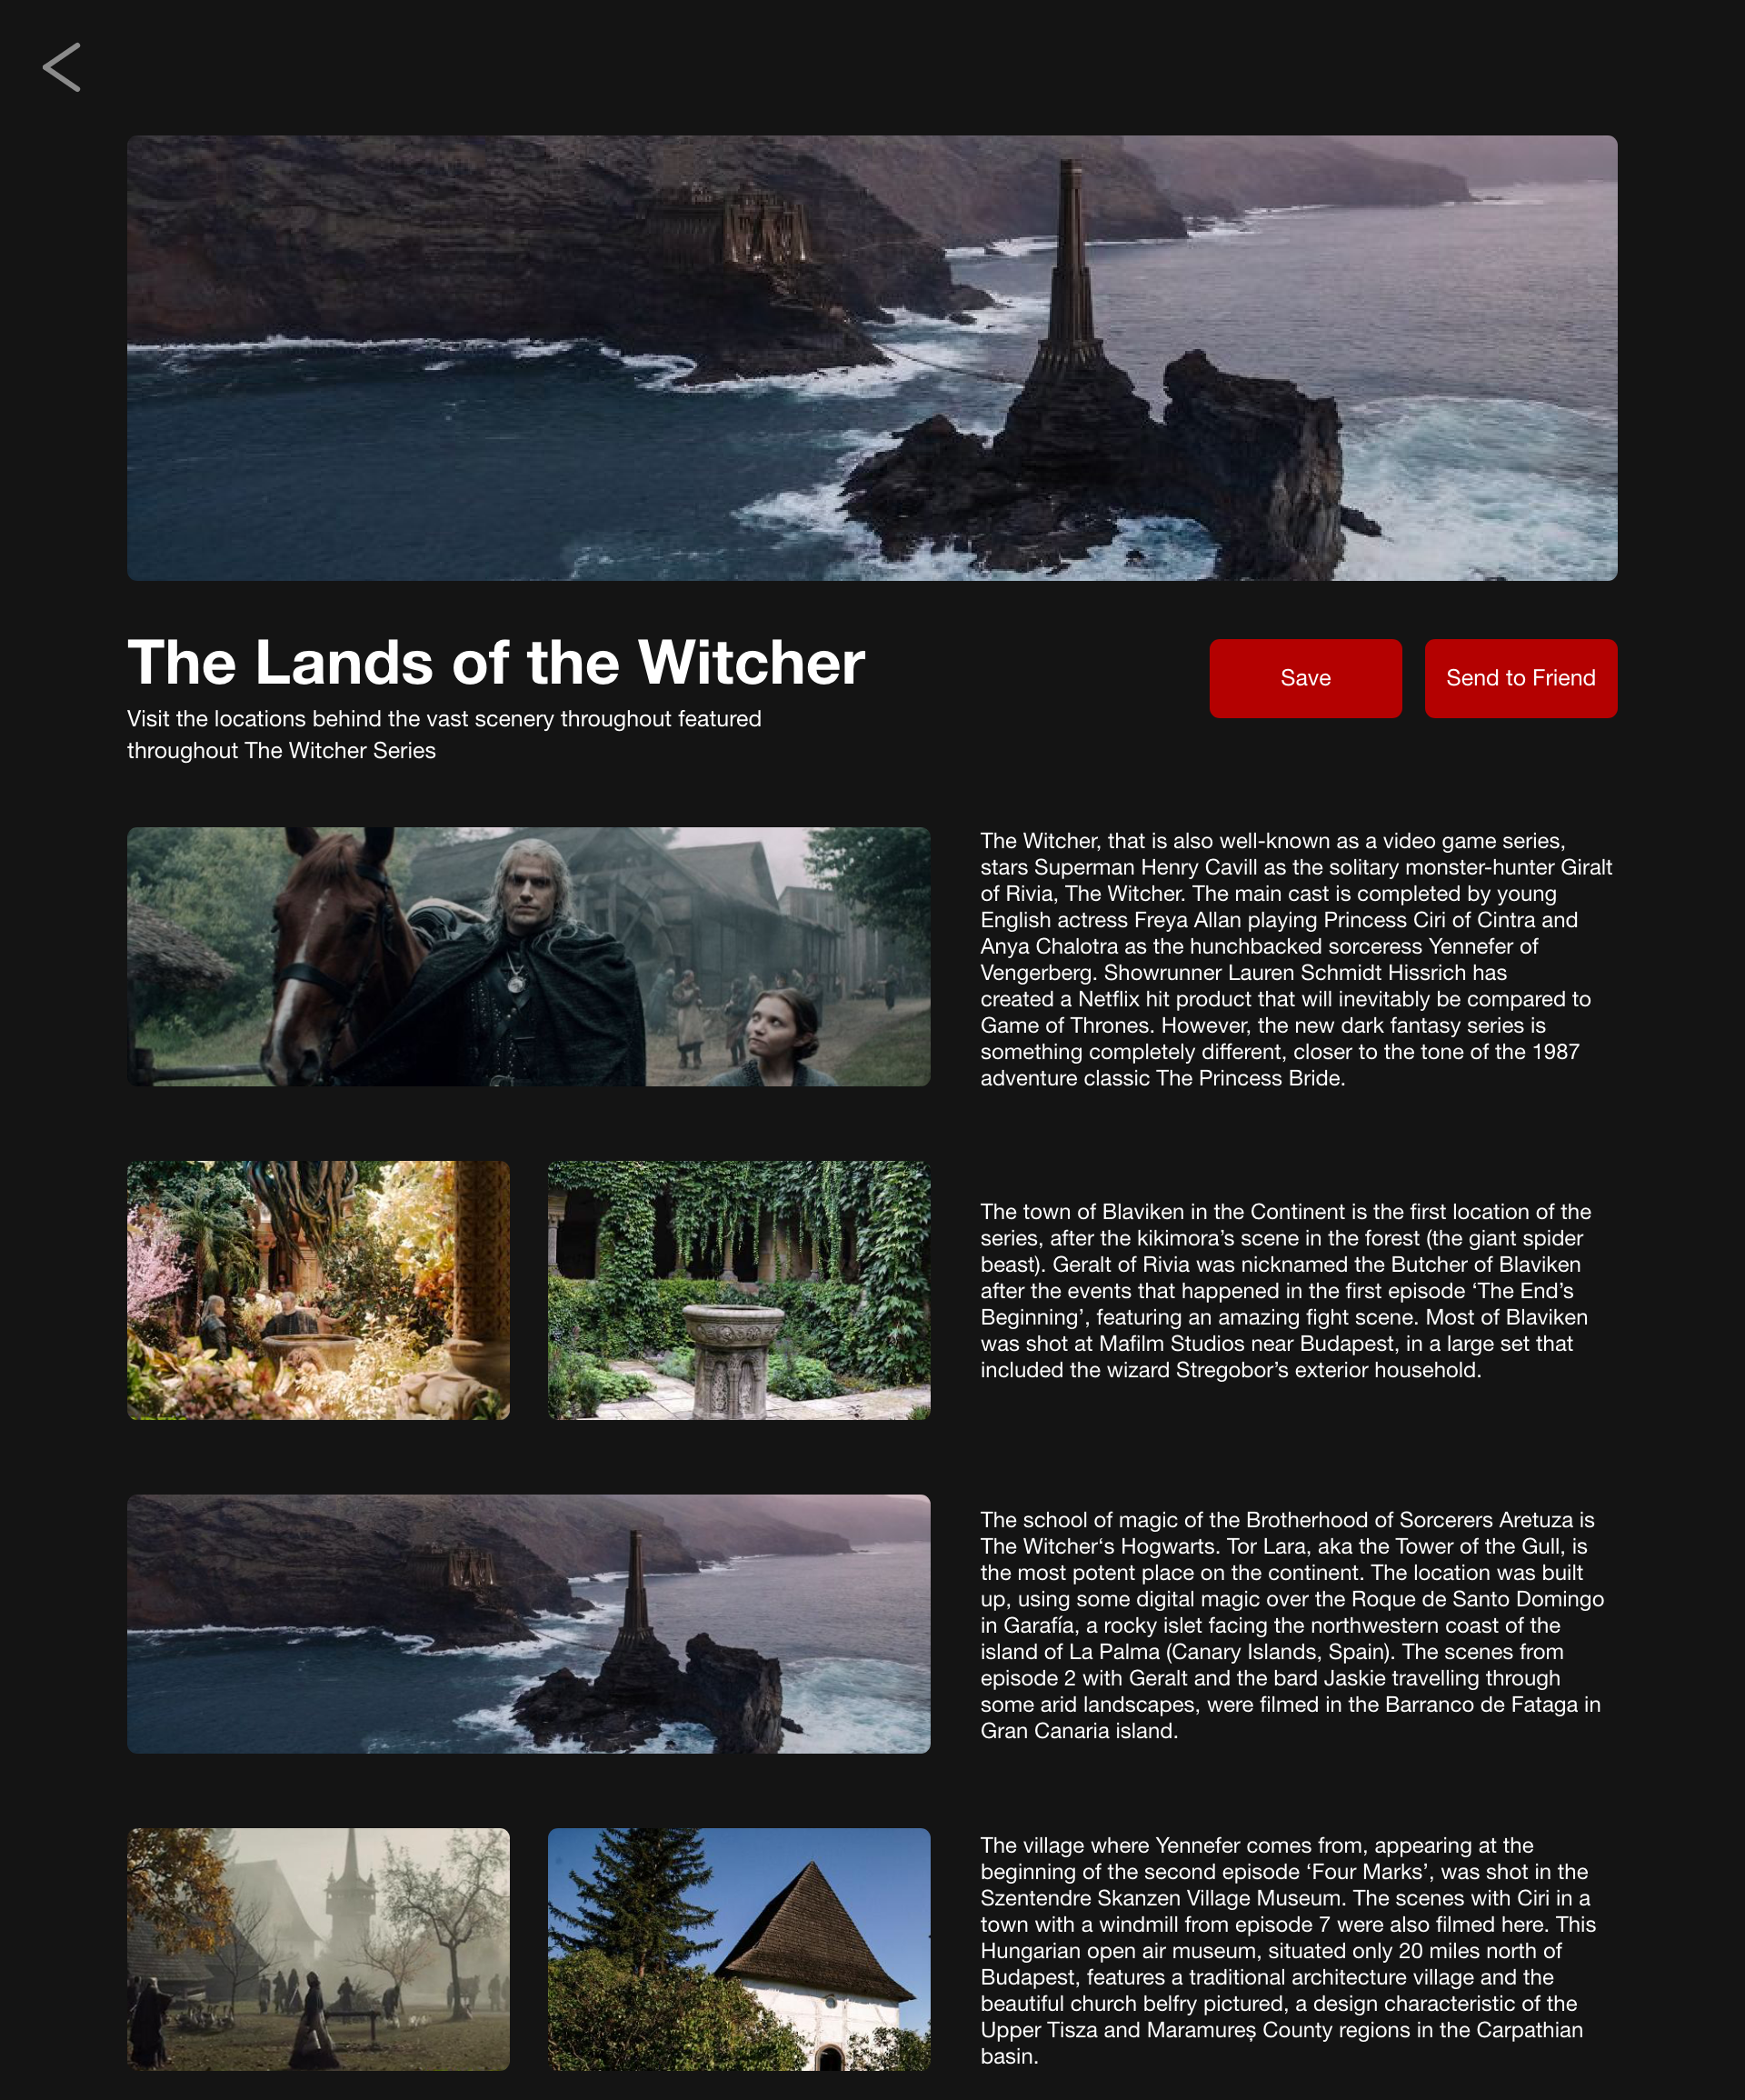 The Lands of the Witcher
Visit the locations behind the vast scenery throughout featured
throughout The Witcher Series
Save
Send to Friend
The Witcher, that is also well-known as a video game series,
stars Superman Henry Cavill as the solitary monster-hunter Giralt
of Rivia, The Witcher. The main cast is completed by young
English actress Freya Allan playing Princess Ciri of Cintra and
Anya Chalotra as the hunchbacked sorceress Yennefer of
Vengerberg. Showrunner Lauren Schmidt Hissrich has
created a Netflix hit product that will inevitably be compared to
Game of Thrones. However, the new dark fantasy series is
something completely different, closer to the tone of the 1987
adventure classic The Princess Bride.
The town of Blaviken in the Continent is the first location of the
series, after the kikimora’s scene in the forest (the giant spider
beast). Geralt of Rivia was nicknamed the Butcher of Blaviken
after the events that happened in the first episode ‘The End’s
Beginning’, featuring an amazing fight scene. Most of Blaviken
was shot at Mafilm Studios near Budapest, in a large set that
included the wizard Stregobor’s exterior household.
The school of magic of the Brotherhood of Sorcerers Aretuza is
The Witcher‘s Hogwarts. Tor Lara, aka the Tower of the Gull, is
the most potent place on the continent. The location was built
up, using some digital magic over the Roque de Santo Domingo
in Garafía, a rocky islet facing the northwestern coast of the
island of La Palma (Canary Islands, Spain). The scenes from
episode 2 with Geralt and the bard Jaskie travelling through
some arid landscapes, were filmed in the Barranco de Fataga in
Gran Canaria island.
The village where Yennefer comes from, appearing at the
beginning of the second episode ‘Four Marks’, was shot in the
Szentendre Skanzen Village Museum. The scenes with Ciri in a
town with a windmill from episode 7 were also filmed here. This
Hungarian open air museum, situated only 20 miles north of
Budapest, features a traditional architecture village and the
beautiful church belfry pictured, a design characteristic of the
Upper Tisza and Maramureș County regions in the Carpathian
basin.